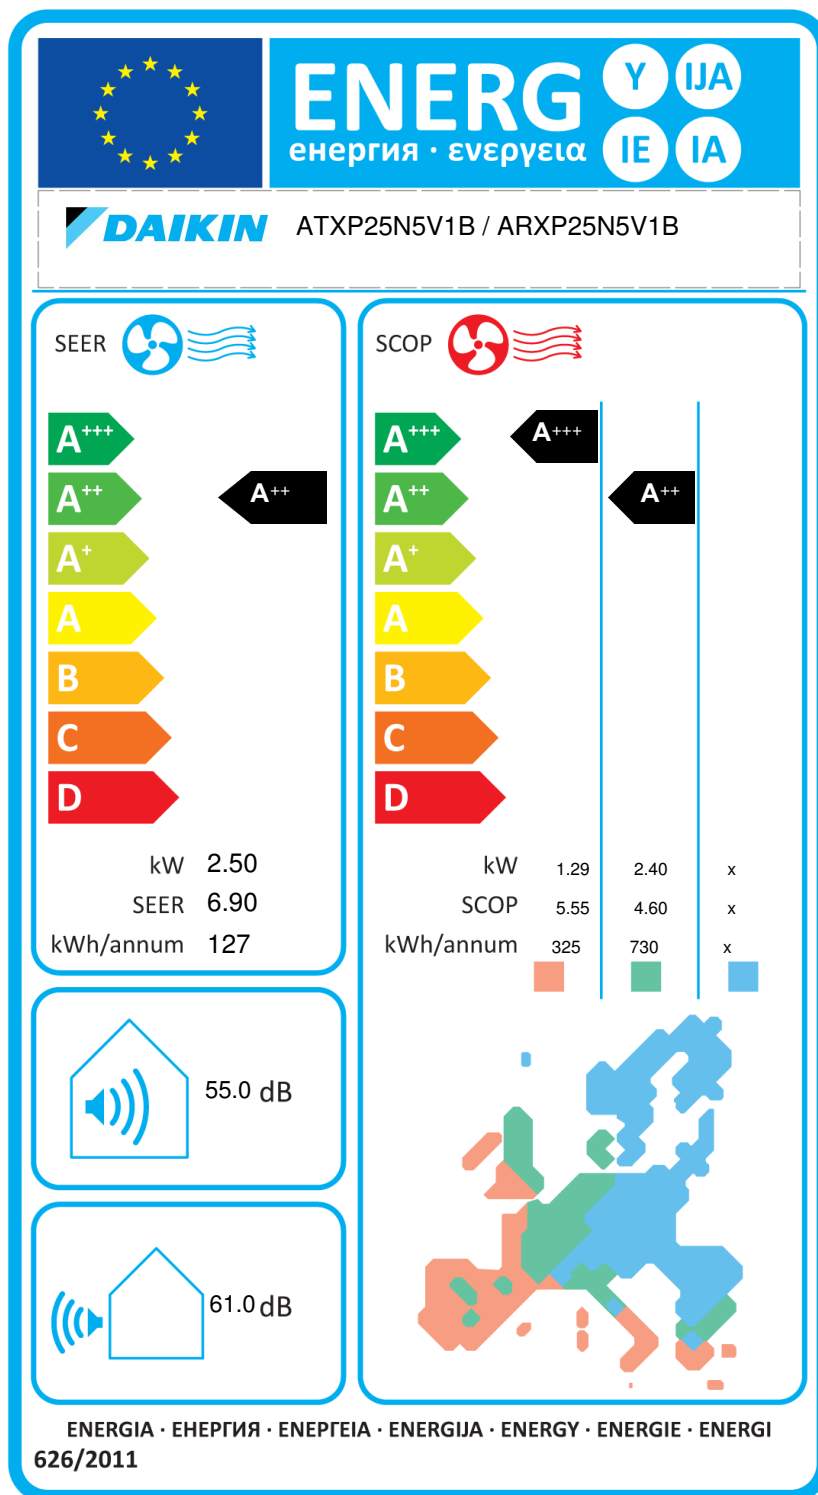 ENERG
енергия · ενεργεια
Y IJA
IE IA
DAIKIN ATXP25N5V1B / ARXP25N5V1B
SEER
A+++
A++ A++
A+
A
B
C
D
kW 2.50
SEER 6.90
kWh/annum 127
SCOP
A+++ A+++
A++ A++
A+
A
B
C
D
kW 1.29 2.40 x
SCOP 5.55 4.60 x
kWh/annum 325 730 x
55.0 dB
61.0 dB
ENERGIA · ЕНЕРГИЯ · ΕΝΕΡΓΕΙΑ · ENERGIJA · ENERGY · ENERGIE · ENERGI
626/2011